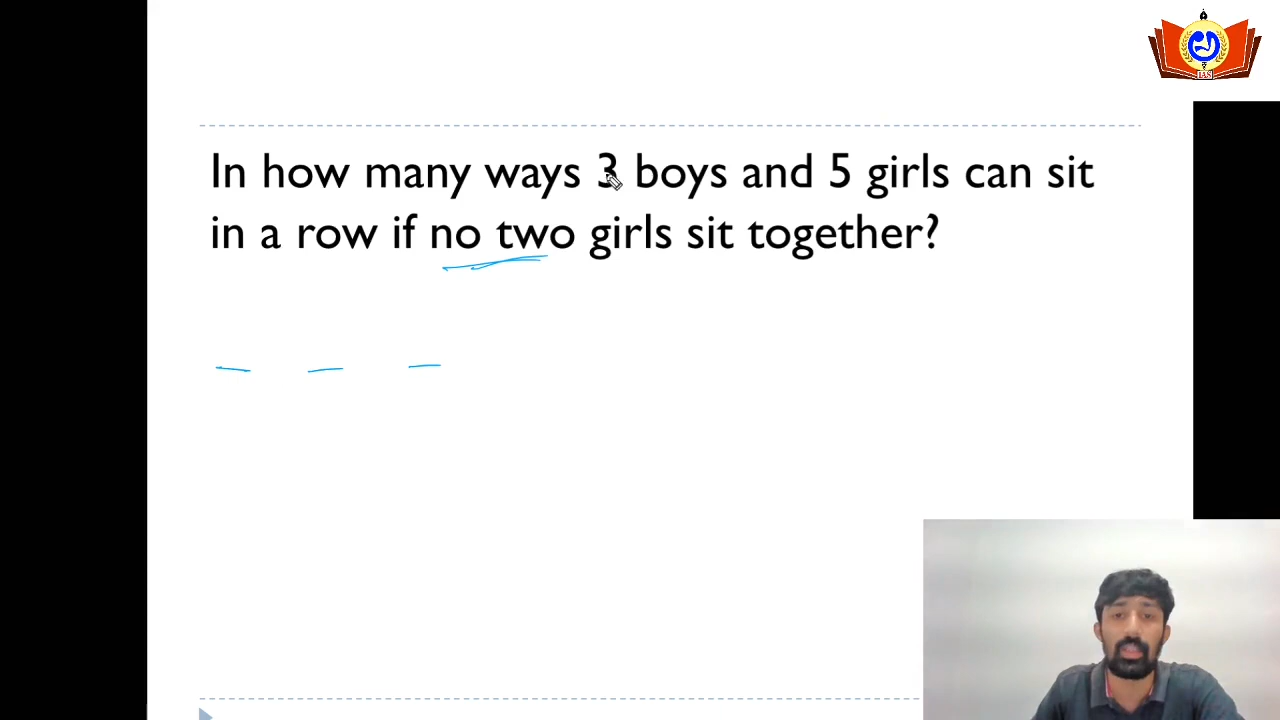 In how many ways 3 boys and 5 girls can sit
in a row if no two girls sit together?